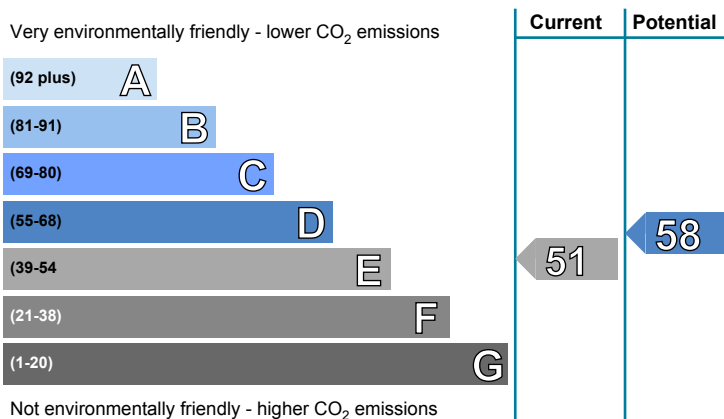 Current Potential
Very environmentally friendly - lower CO2 emissions
(92 plus) A
(81-91) B
(69-80) C
(55-68) D
(39-54 E
(21-38) F
(1-20) G
51
58
Not environmentally friendly - higher CO2 emissions